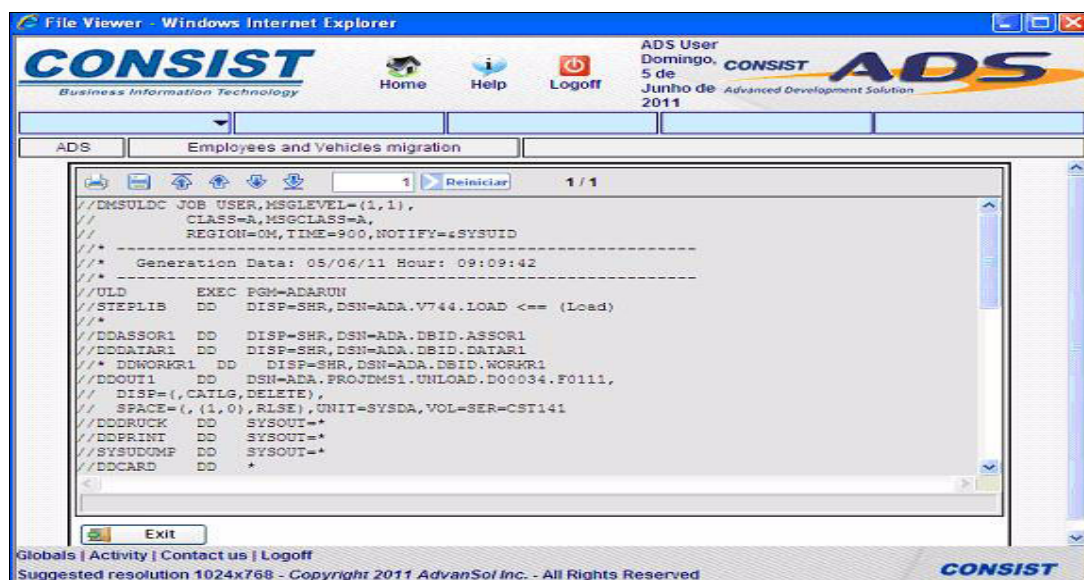 File Viewer - Windows Internet Explorer
CONSIST
Business Information Technology
Home
Help
Logoff
ADS User
Domingo,
5 de
Junho de
2011
CONSIST ADS
Advanced Development Solution
ADS
Employees and Vehicles migration
1
Reiniciar
1 / 1
//DMSULDC JOB USER,MSGLEVEL=(1,1),
// CLASS=A,MSGCLASS=A,
// REGION=0M,TIME=900,NOTIFY=&SYSUID
//* ----------------------------------------------------------
//* Generation Data: 05/06/11 Hour: 09:09:42
//* ----------------------------------------------------------
//ULD EXEC PGM=ADARUN
//STEPLIB DD DISP=SHR,DSN=ADA.V744.LOAD <== (Load)
//*
//DDASSOR1 DD DISP=SHR,DSN=ADA.DBID.ASSOR1
//DDDATAR1 DD DISP=SHR,DSN=ADA.DBID.DATAR1
//* DDWORKR1 DD DISP=SHR,DSN=ADA.DBID.WORKR1
//DDOUT1 DD DSN=ADA.PROJDMS1.UNLOAD.D00034.F0111,
// DISP=(,CATLG,DELETE),
// SPACE=(,(1,0),RLSE),UNIT=SYSDA,VOL=SER=CST141
//DDDRUCK DD SYSOUT=*
//DDPRINT DD SYSOUT=*
//SYSUDUMP DD SYSOUT=*
//DDCARD DD *
Exit
Globals | Activity | Contact us | Logoff
Suggested resolution 1024x768 - Copyright 2011 AdvanSol Inc. - All Rights Reserved
CONSIST